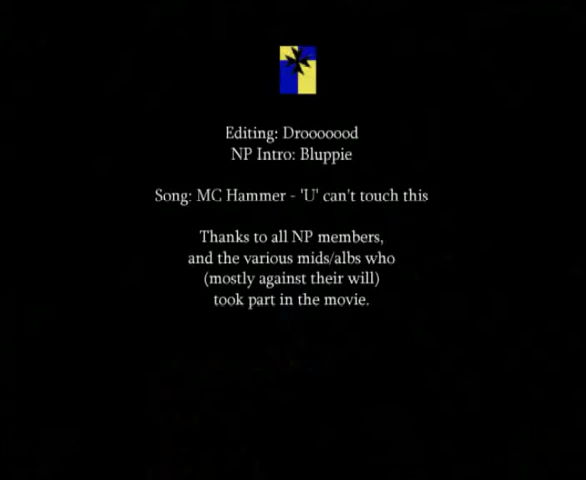 Editing: Drooooood
NP Intro: Bluppie
Song: MC Hammer - 'U' can't touch this
Thanks to all NP members,
and the various mids/albs who
(mostly against their will)
took part in the movie.